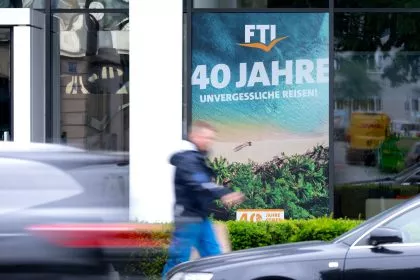 FTI
40 JAHRE
UNVERGESSLICHE REISEN!
40 JAHRE